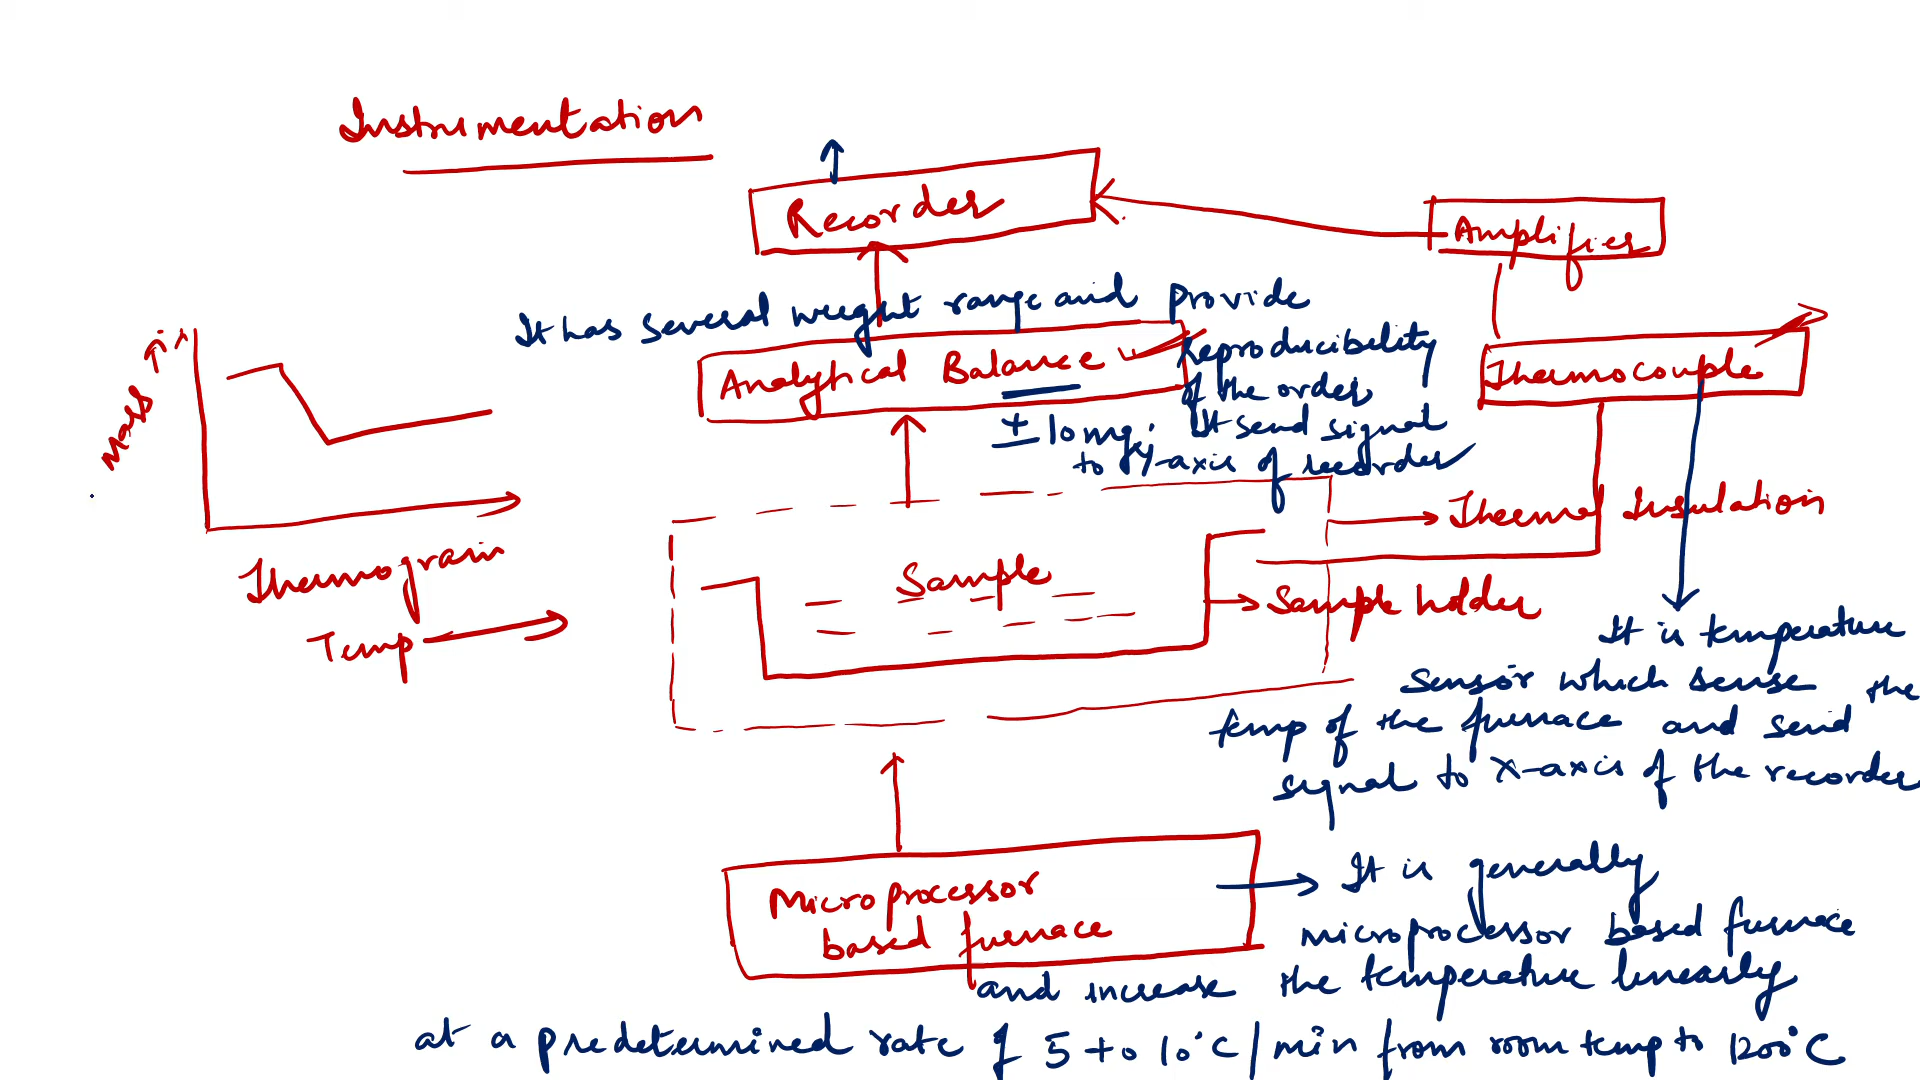 Instrumentation
Recorder
Amplifier
It has several weight range and provide
Analytical Balance
Reproducibility
of the order
± 10 mg. It send signal
to Y-axis of recorder
Thermocouple
Mass
Thermogram
Temp
Thermal Insulation
Sample
Sample holder
It is temperature
sensor which sense the
temp of the furnace and send
signal to X-axis of the recorder
Microprocessor
based furnace
It is generally
microprocessor based furnace
and increase the temperature linearly
at a predetermined rate of 5 to 10°C/min from room temp to 1200°C